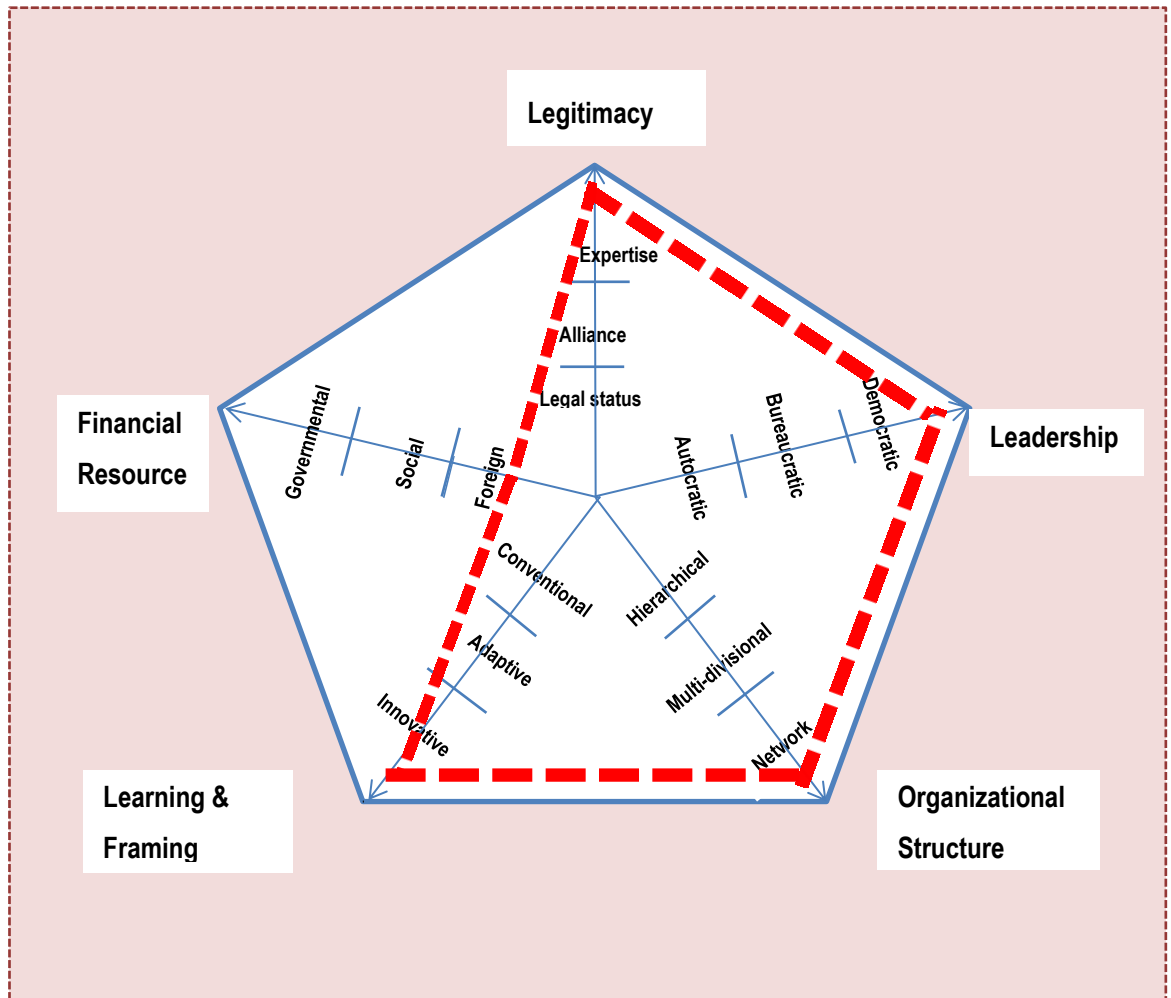 Legitimacy
Expertise
Alliance
Legal status
Financial
Resource
Governmental
Social
Foreign
Autocratic
Bureaucratic
Democratic
Leadership
Conventional
Adaptive
Innovative
Hierarchical
Multi-divisional
Network
Learning &
Framing
Organizational
Structure